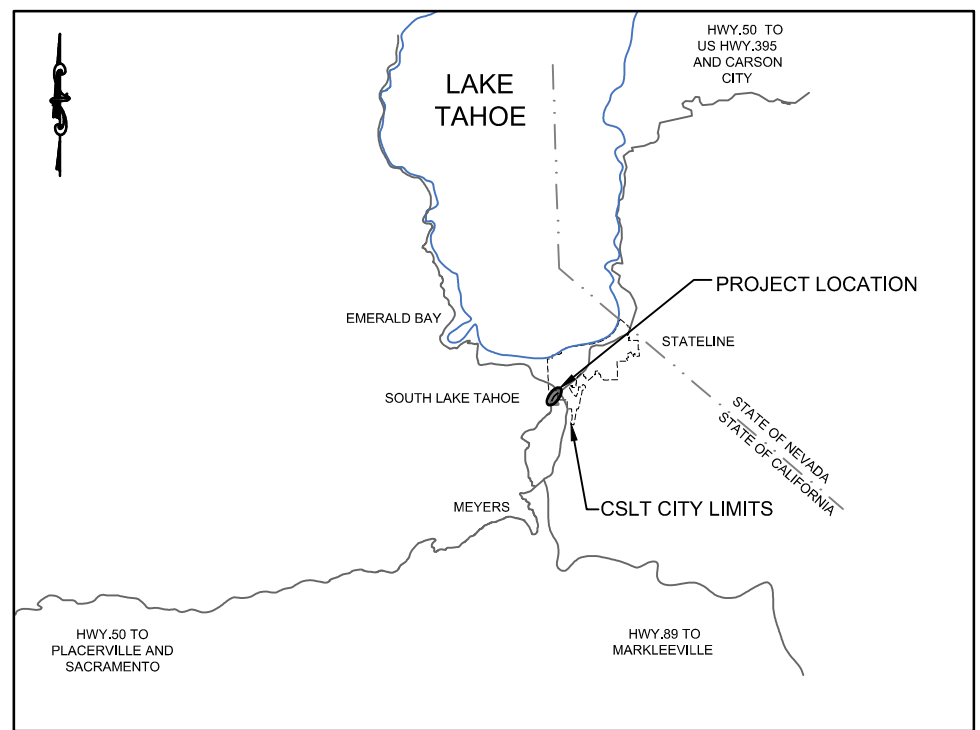 HWY.50 TO
US HWY.395
AND CARSON
CITY
LAKE
TAHOE
PROJECT LOCATION
EMERALD BAY
STATELINE
SOUTH LAKE TAHOE
STATE OF NEVADA
STATE OF CALIFORNIA
MEYERS
CSLT CITY LIMITS
HWY.50 TO
PLACERVILLE AND
SACRAMENTO
HWY.89 TO
MARKLEEVILLE